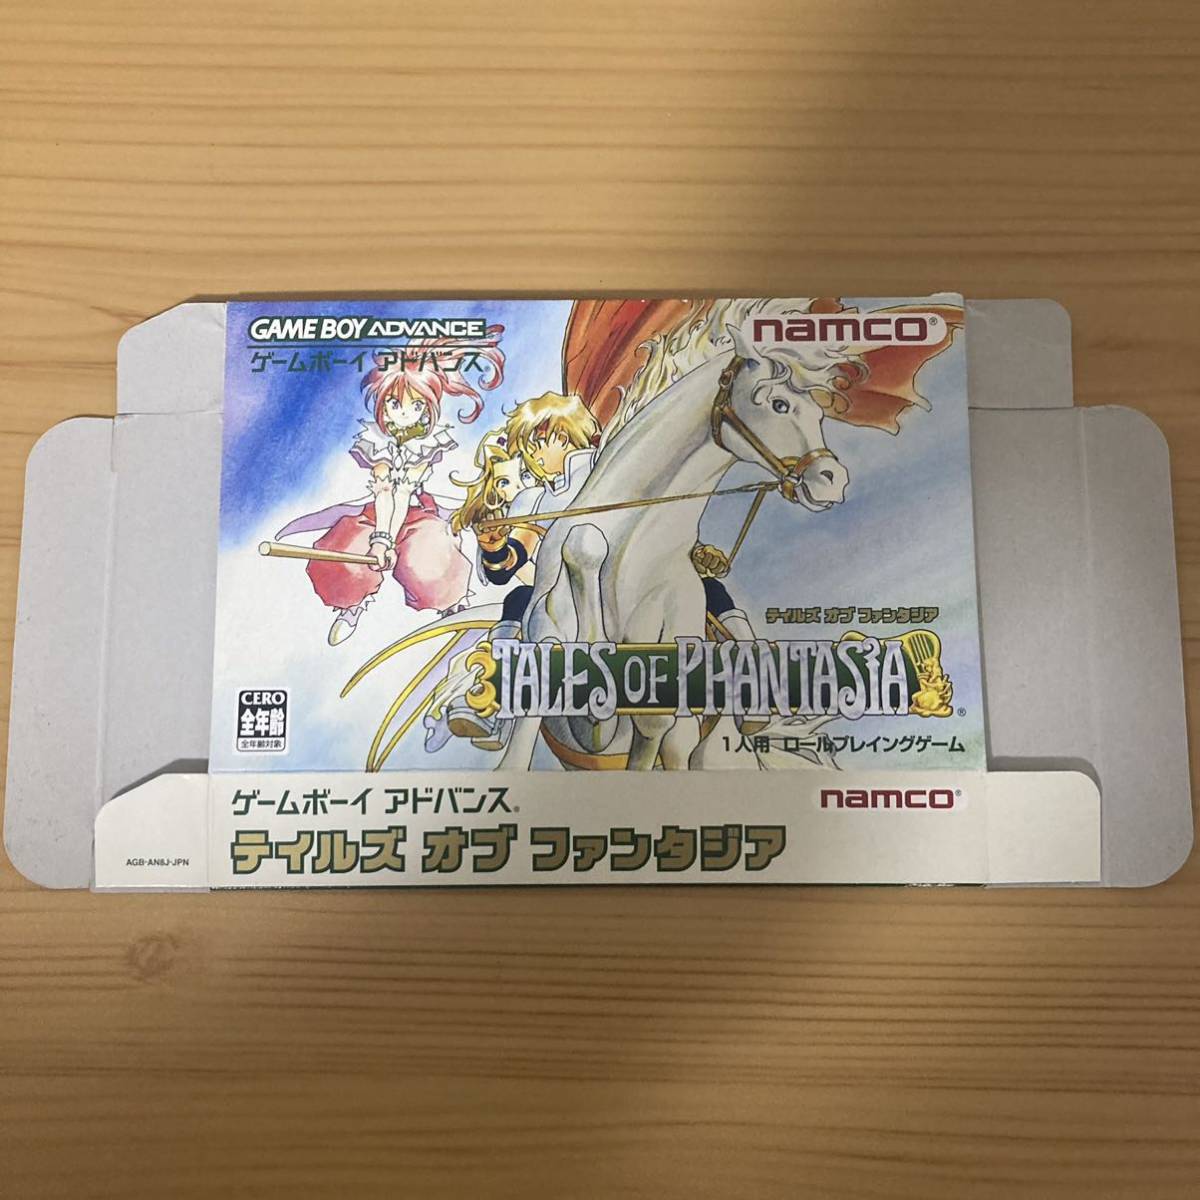 GAME BOY ADVANCE
ゲームボーイ アドバンス®
namco®
テイルズ オブ ファンタジア
TALES OF PHANTASIA®
CERO
全年齢
全年齢対象
1人用 ロールプレイングゲーム
ゲームボーイ アドバンス®
namco®
テイルズ オブ ファンタジア
AGB-AN8J-JPN